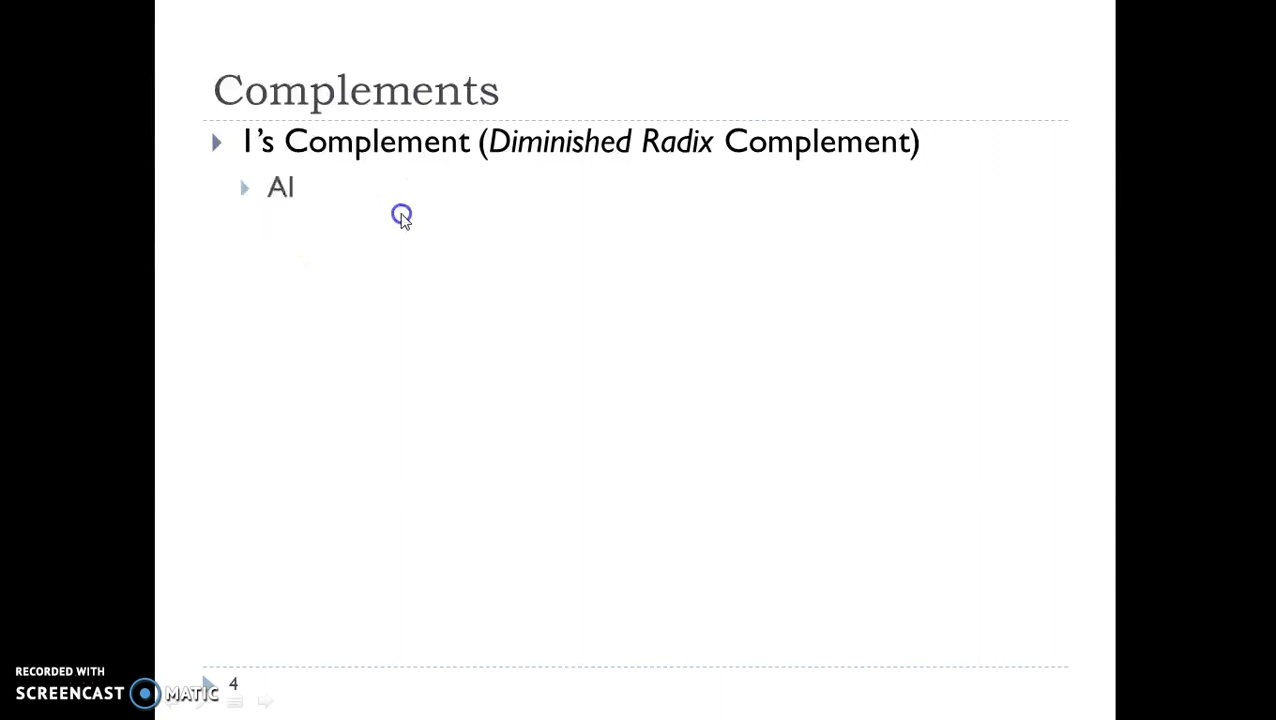 Complements
1's Complement (Diminished Radix Complement)
Al
4
RECORDED WITH
SCREENCAST MATIC